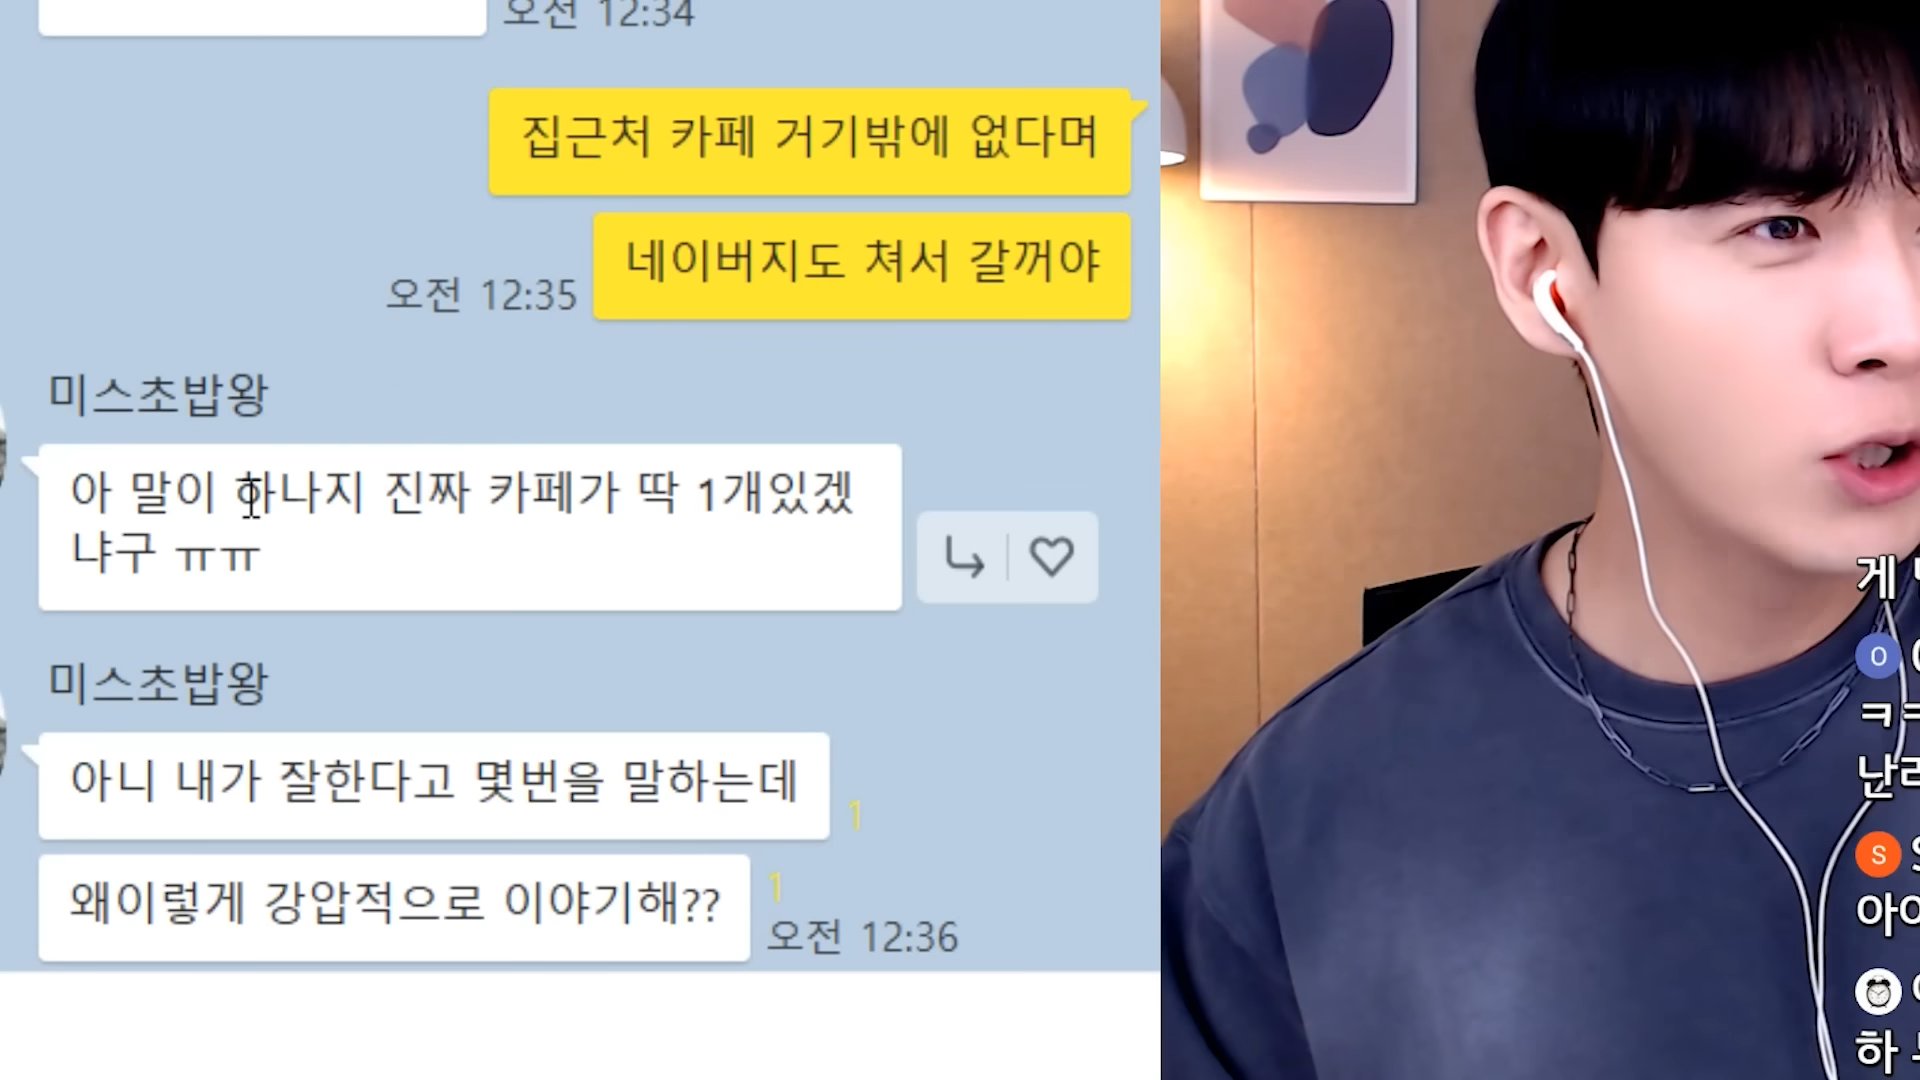 오전 12:34
집근처 카페 거기밖에 없다며
네이버지도 쳐서 갈꺼야
오전 12:35
미스초밥왕
아 말이 하나지 진짜 카페가 딱 1개있겠
냐구 ㅠㅠ
미스초밥왕
아니 내가 잘한다고 몇번을 말하는데
1
왜이렇게 강압적으로 이야기해??
1
오전 12:36
게
O
S
하